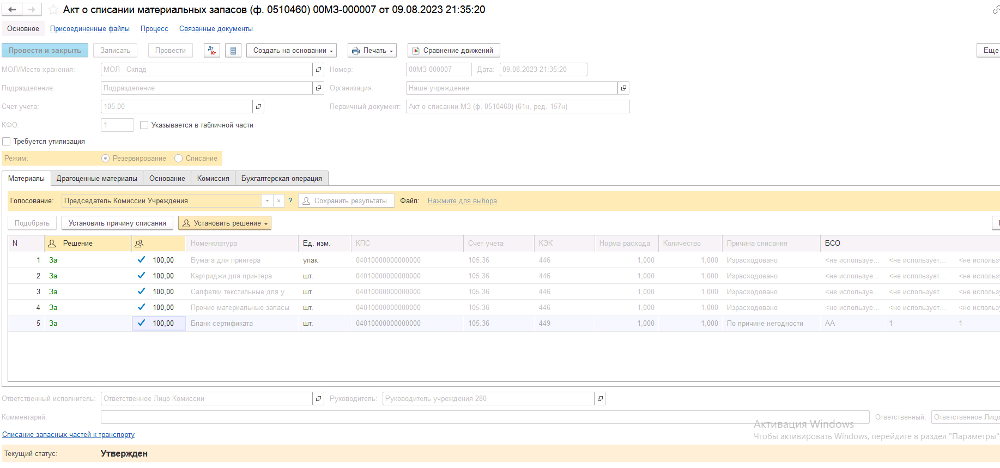 Акт о списании материальных запасов (ф. 0510460) 00МЗ-000007 от 09.08.2023 21:35:20
Основное Присоединенные файлы Процесс Связанные документы
Провести и закрыть Записать Провести Дт Кт Создать на основании Печать Сравнение движений Еще
МОЛ/Место хранения: МОЛ - Склад Номер: 00МЗ-000007 Дата: 09.08.2023 21:35:20
Подразделение: Подразделение Организация: Наше учреждение
Счет учета: 105.00 Первичный документ: Акт о списании МЗ (ф. 0510460) (61н, ред. 157н)
КФО: 1 Указывается в табличной части
Требуется утилизация
Режим: Резервирование Списание
Материалы Драгоценные материалы Основание Комиссия Бухгалтерская операция
Голосование: Председатель Комиссии Учреждения × ? Сохранить результаты Файл: Нажмите для выбора
Подобрать Установить причину списания Установить решение
N Решение Номенклатура Ед. изм. КПС Счет учета КЭК Норма расхода Количество Причина списания БСО
1 За 100,00 Бумага для принтера упак 04010000000000000 105.36 446 1,000 1,000 Израсходовано <не используе... <не использует... <не использ
2 За 100,00 Картриджи для принтера шт. 04010000000000000 105.36 446 1,000 1,000 Израсходовано <не используе... <не использует... <не использ
3 За 100,00 Салфетки текстильные для у... шт. 04010000000000000 105.36 446 1,000 1,000 Израсходовано <не используе... <не использует... <не использ
4 За 100,00 Прочие материальные запасы шт. 04010000000000000 105.36 446 1,000 1,000 Израсходовано <не используе... <не использует... <не использ
5 За 100,00 Бланк сертификата шт. 04010000000000000 105.36 449 1,000 1,000 По причине негодности АА 1 1
Ответственный исполнитель: Ответственное Лицо Комиссии Руководитель: Руководитель учреждения 280
Комментарий: Ответственный: Ответственное Лицо
Активация Windows
Списание запасных частей к транспорту
Чтобы активировать Windows, перейдите в раздел "Параметры"
Текущий статус: Утвержден